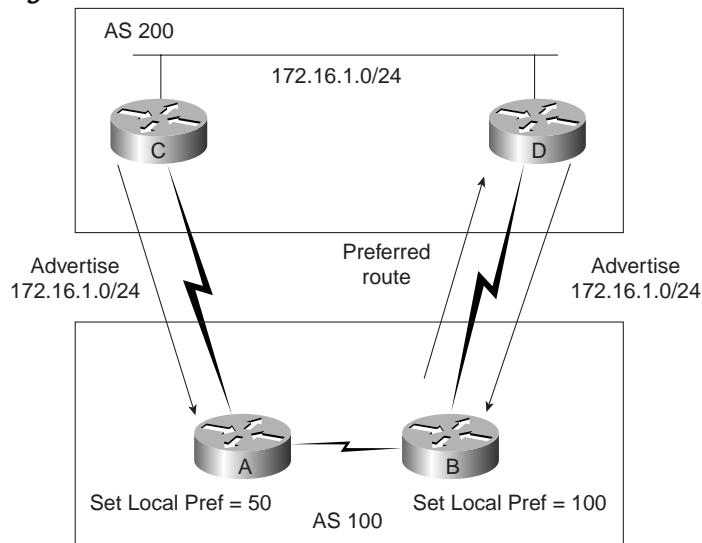 AS 200
172.16.1.0/24
C
D
Advertise
172.16.1.0/24
Preferred
route
Advertise
172.16.1.0/24
A
B
Set Local Pref = 50
Set Local Pref = 100
AS 100